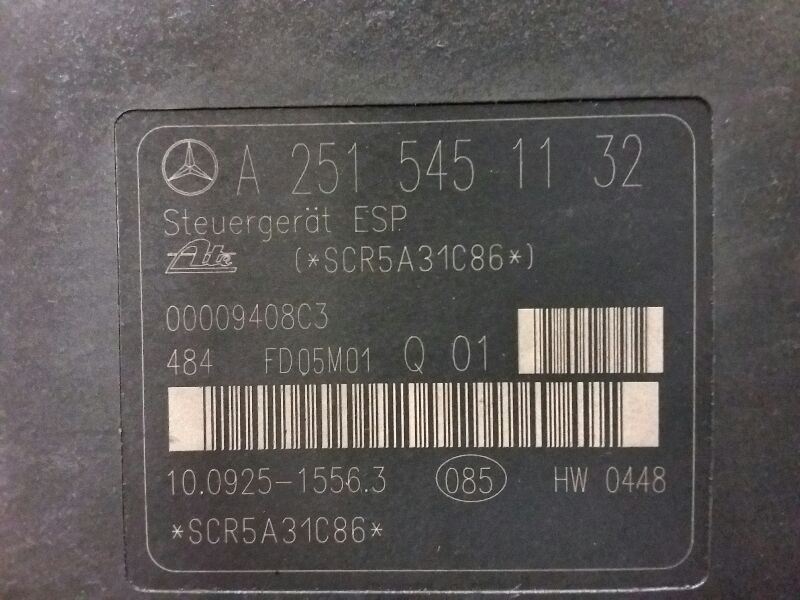 A 251 545 11 32
Steuergerät ESP.
Ate (*SCR5A31C86*)
00009408C3
484 FD05M01 Q 01
10.0925-1556.3 085 HW 0448
*SCR5A31C86*